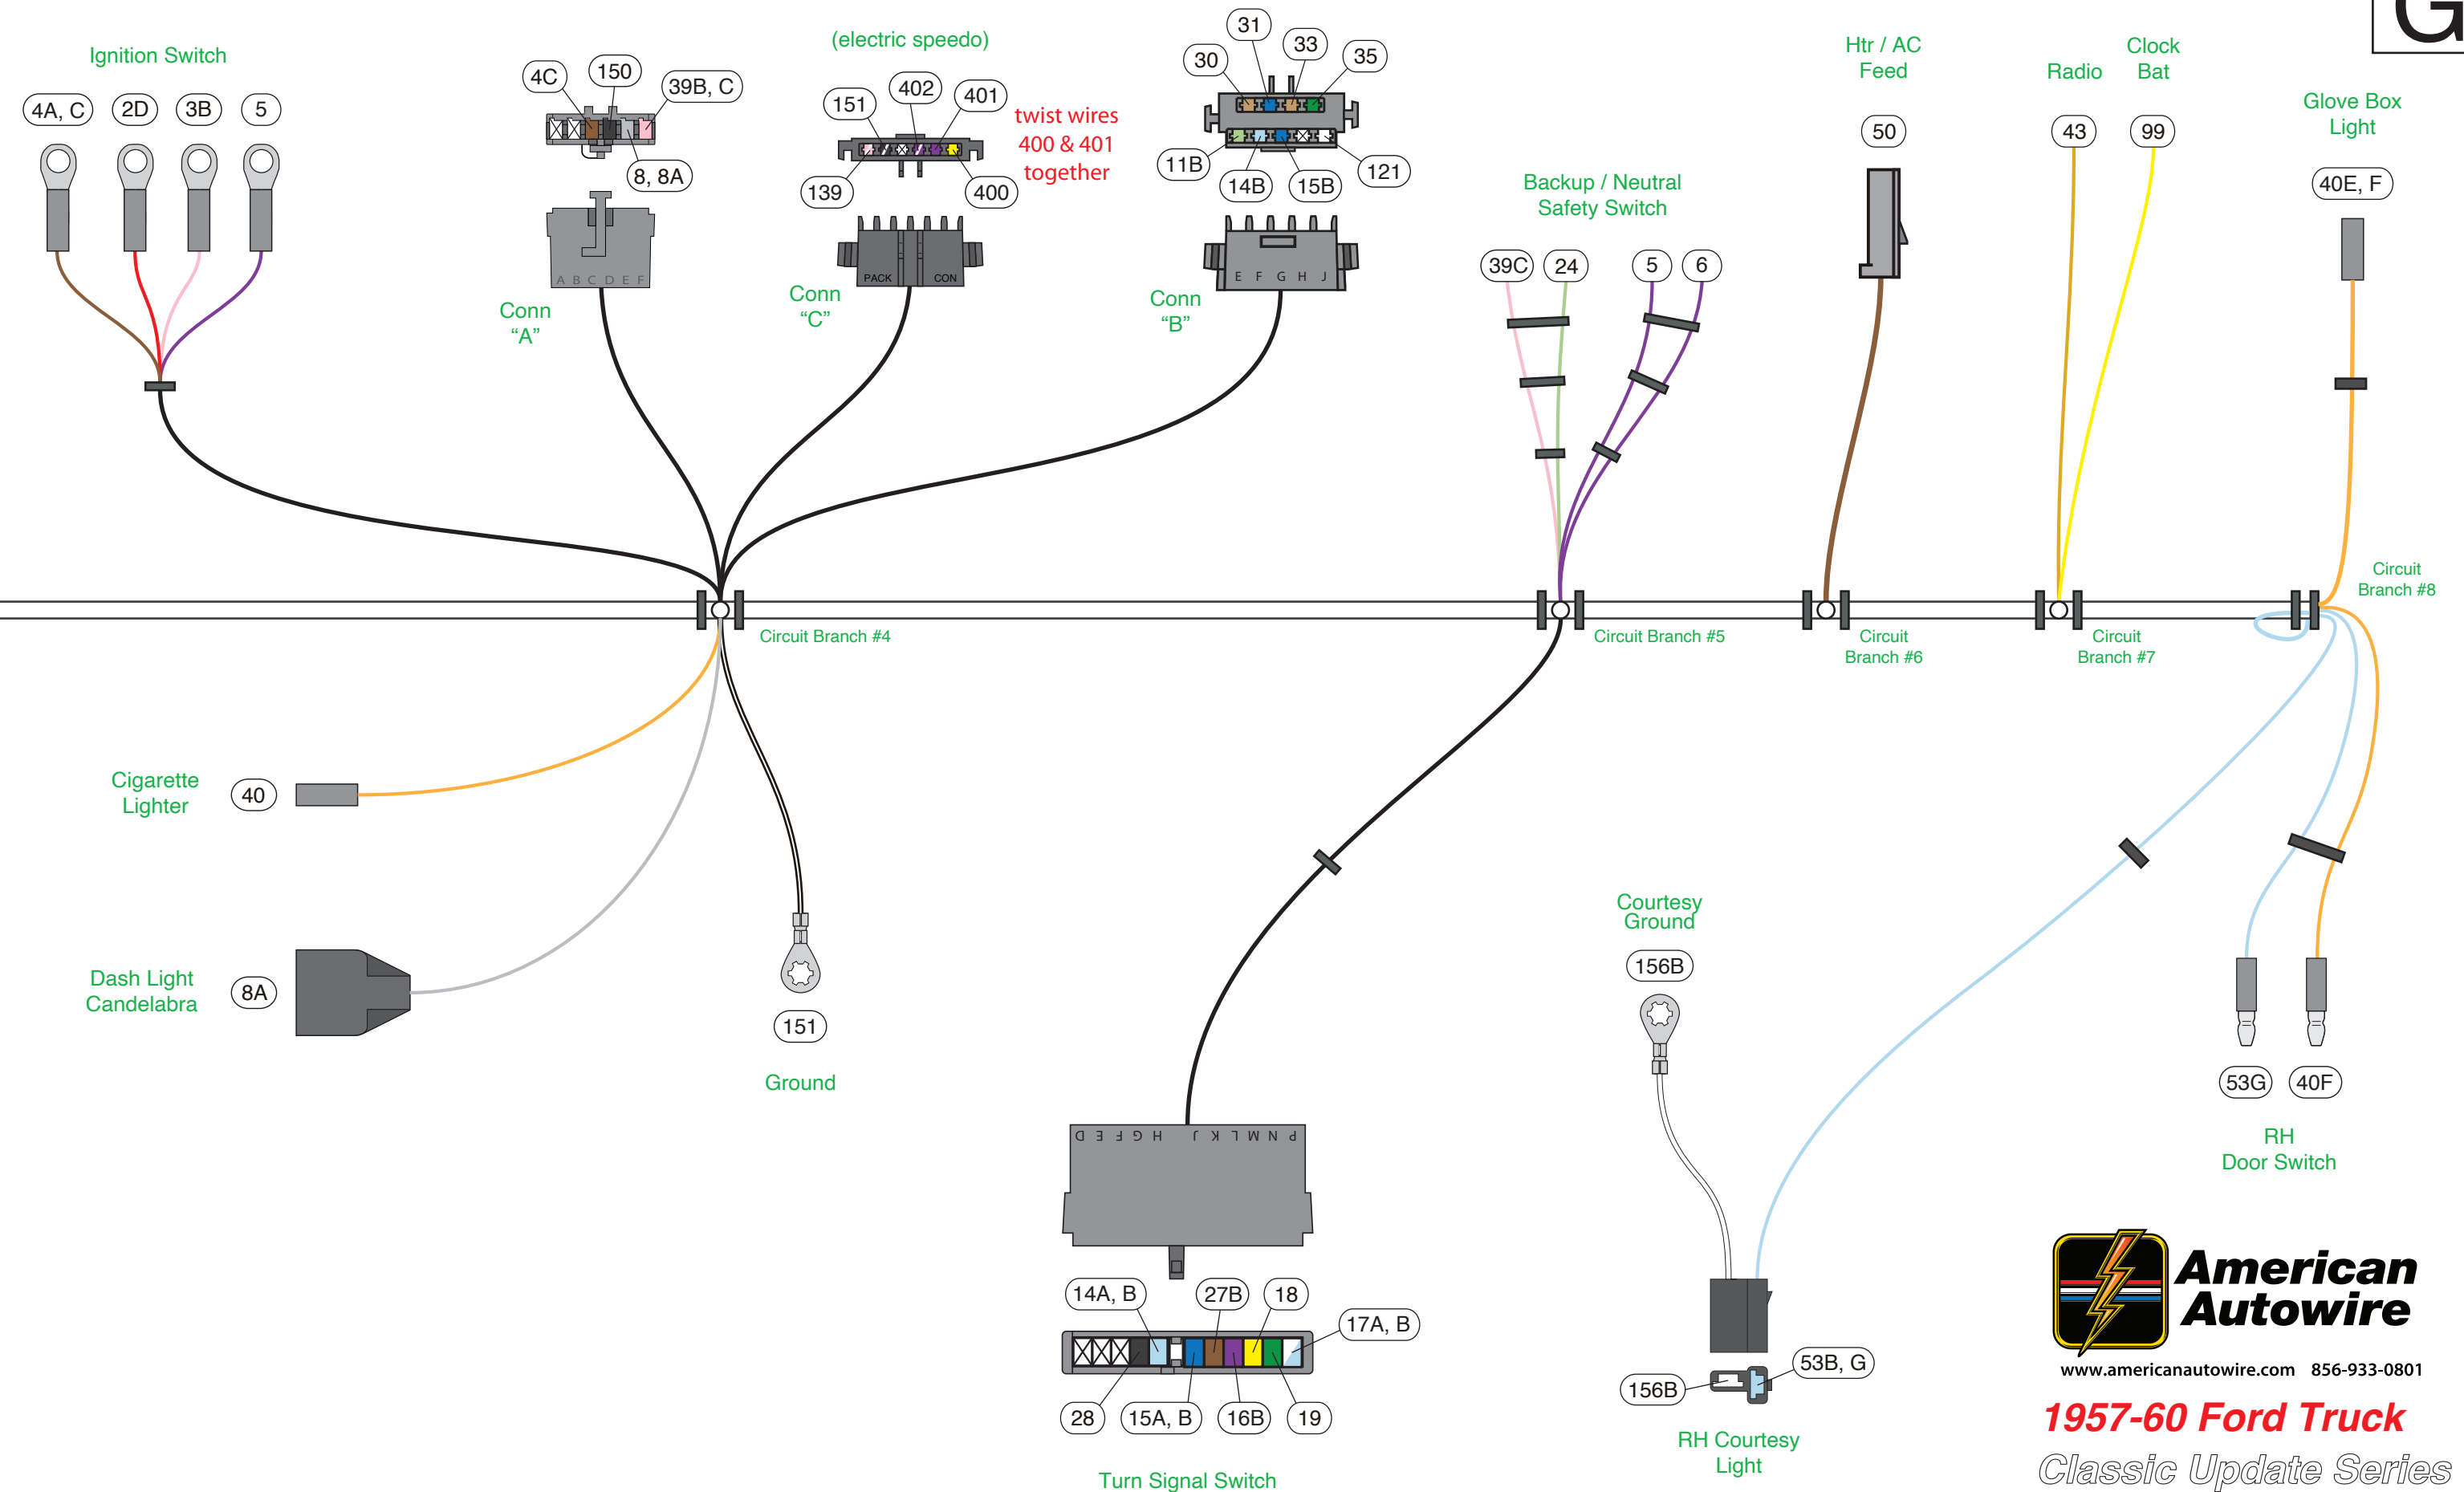 G
Ignition Switch
4A, C
2D
3B
5
4C
150
39B, C
8, 8A
A B C D E F
Conn
“A”
(electric speedo)
151
402
401
139
400
twist wires
400 & 401
together
PACK
CON
Conn
“C”
31
30
33
35
11B
14B
15B
121
E F G H J
Conn
“B”
Backup / Neutral
Safety Switch
39C
24
5
6
Htr / AC
Feed
50
Radio
43
Clock
Bat
99
Glove Box
Light
40E, F
Circuit Branch #4
Circuit Branch #5
Circuit
Branch #6
Circuit
Branch #7
Circuit
Branch #8
Cigarette
Lighter
40
Dash Light
Candelabra
8A
151
Ground
D E F G H J K L M N P
14A, B
27B
18
17A, B
28
15A, B
16B
19
Turn Signal Switch
Courtesy
Ground
156B
156B
53B, G
RH Courtesy
Light
53G
40F
RH
Door Switch
American
Autowire
www.americanautowire.com 856-933-0801
1957-60 Ford Truck
Classic Update Series